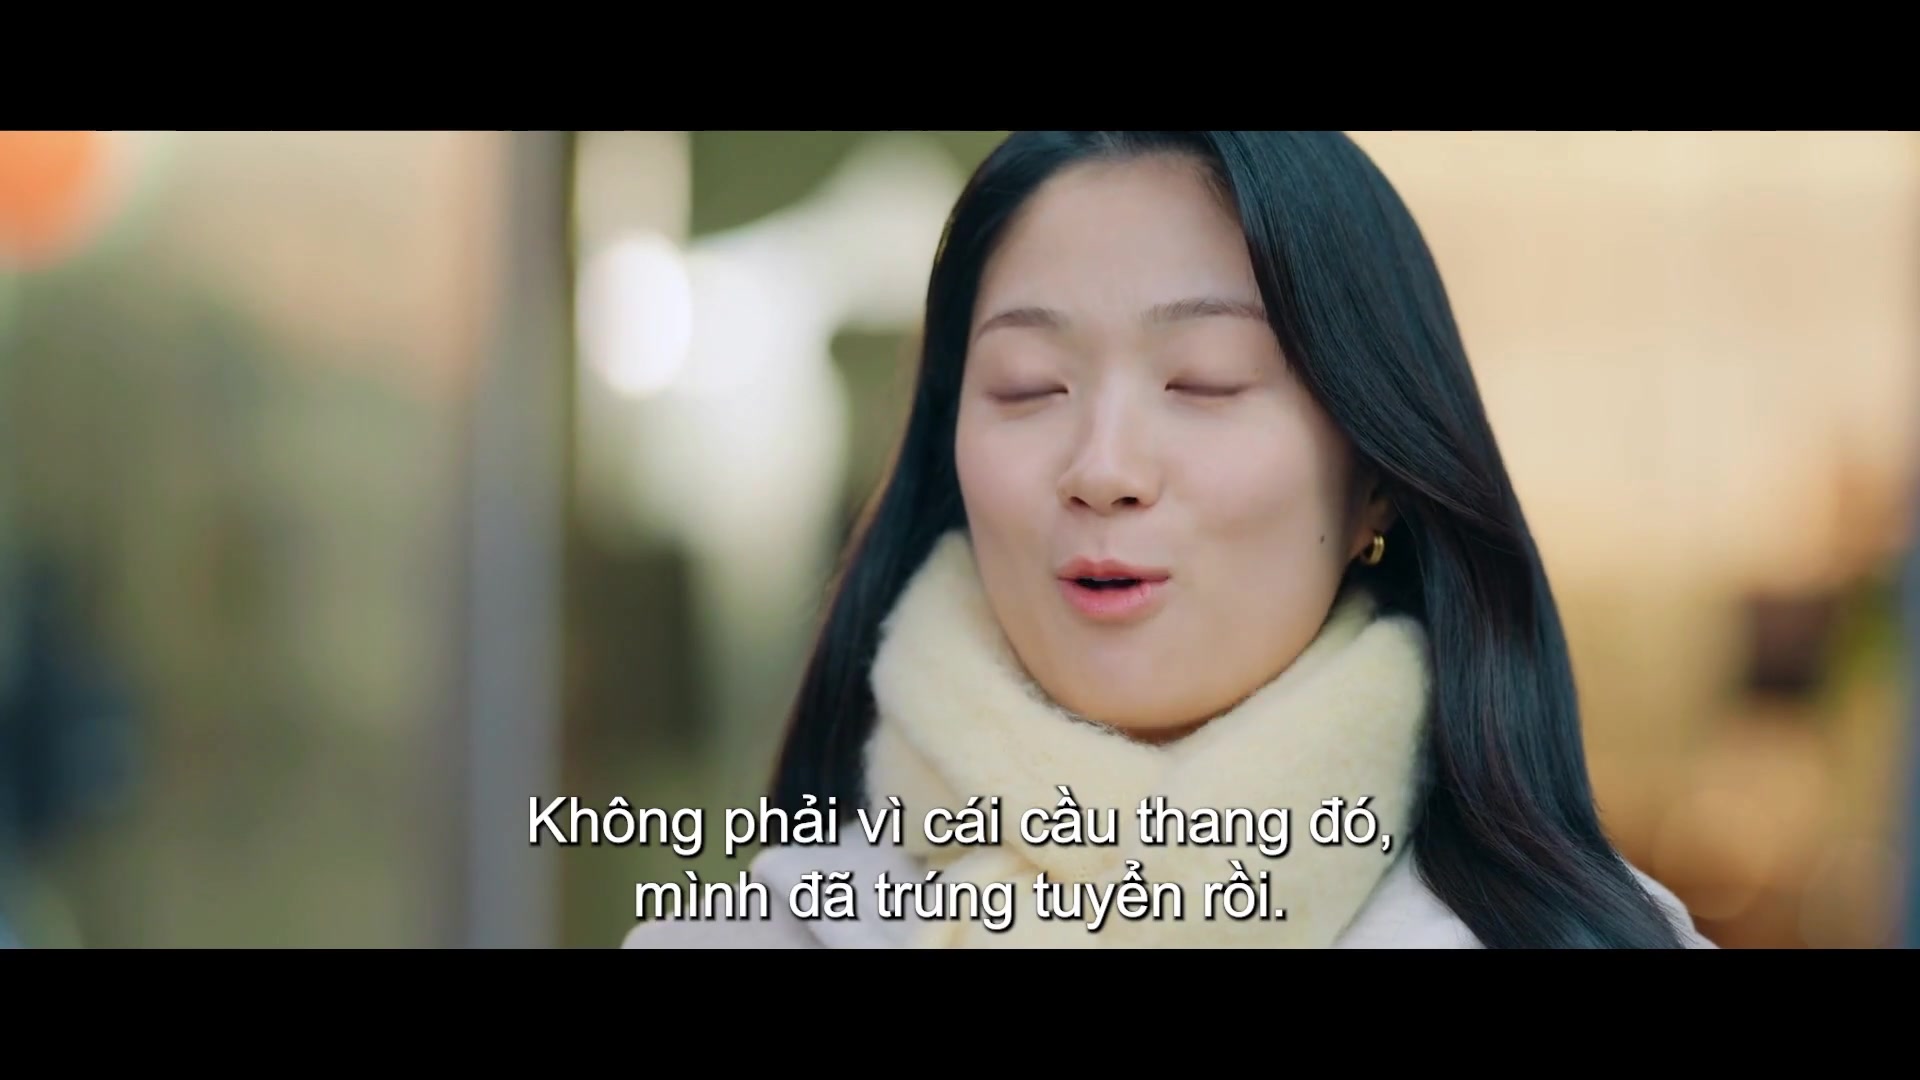 Không phải vì cái cầu thang đó,
mình đã trúng tuyển rồi.